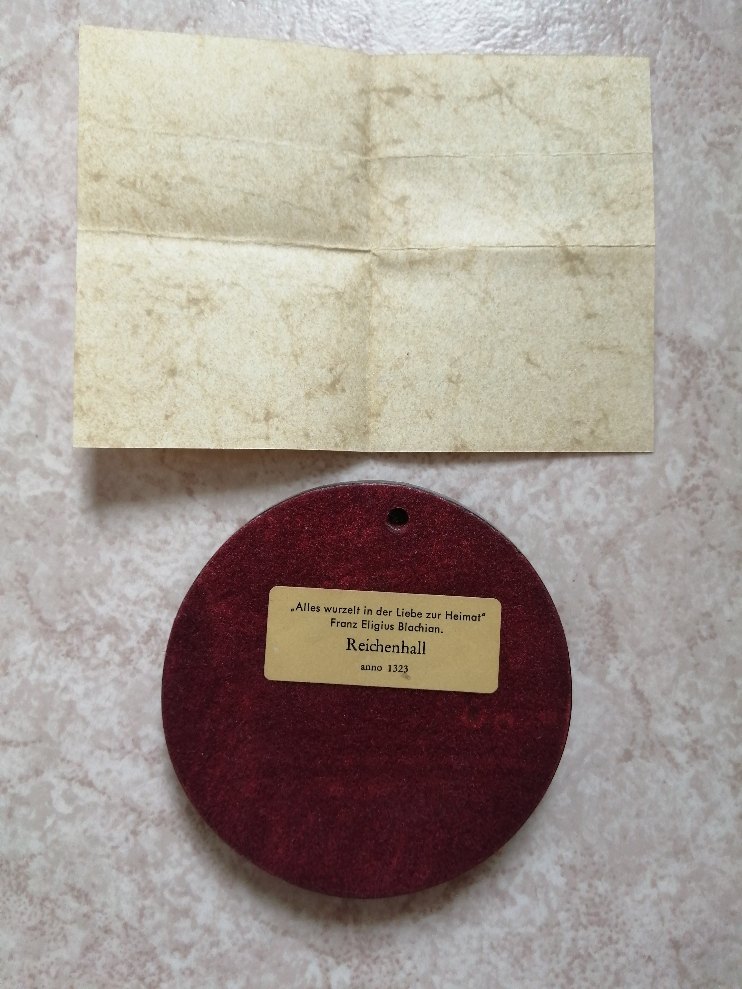 „Alles wurzelt in der Liebe zur Heimat“
Franz Eligius Blachian.
Reichenhall
anno 1323